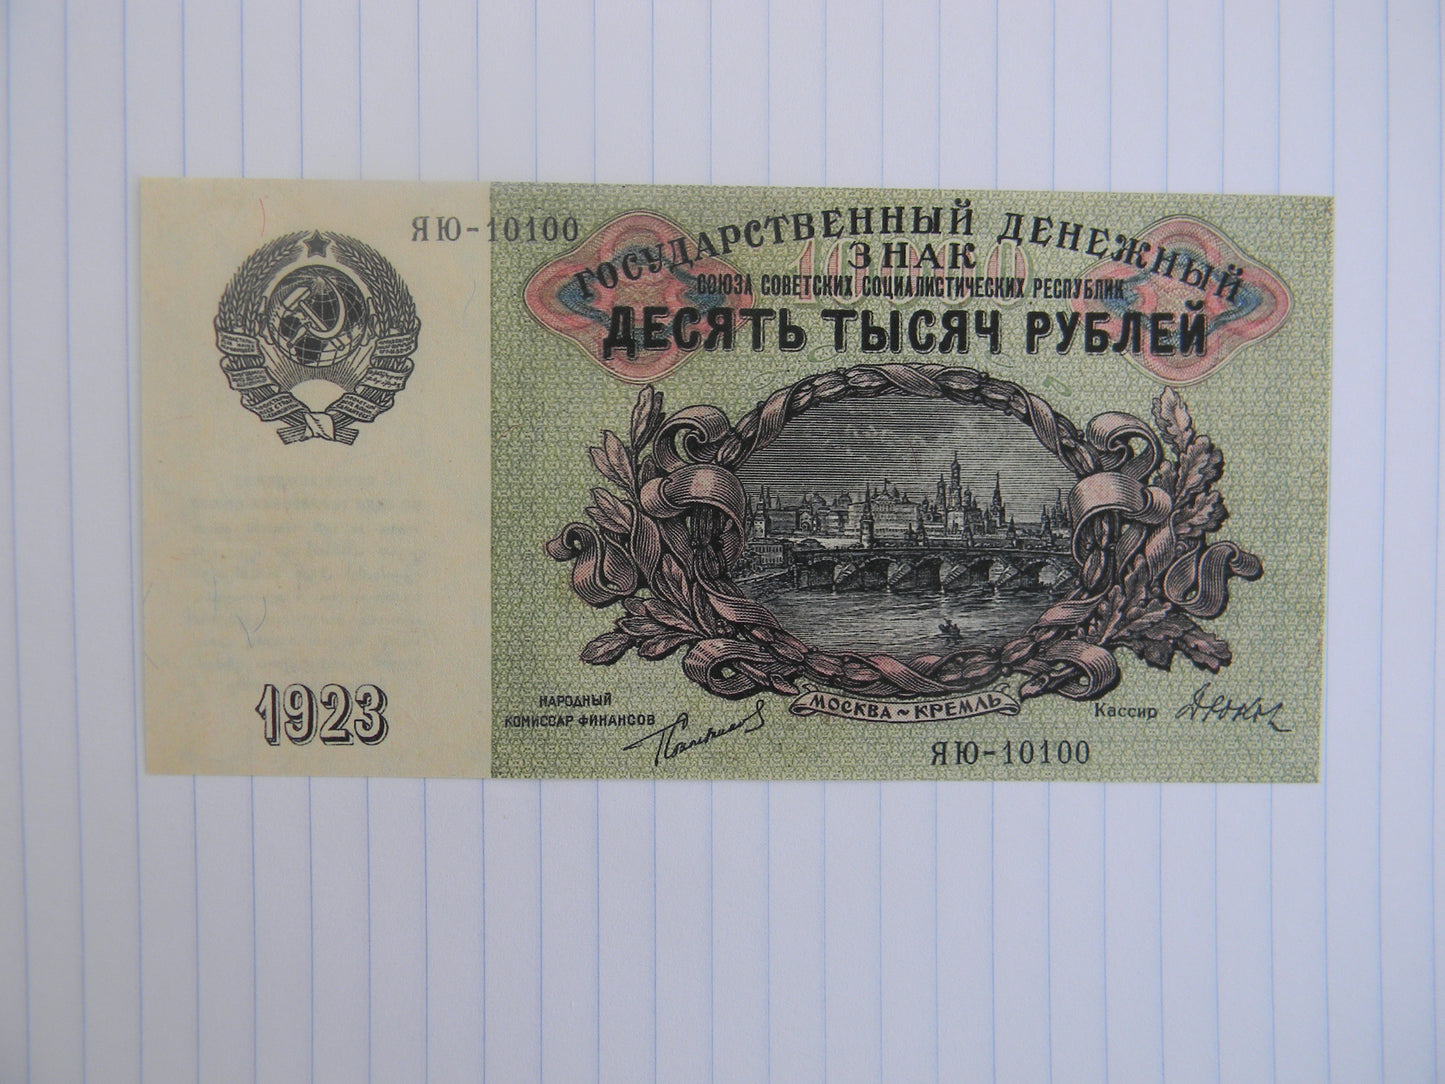 ЯЮ-10100
ГОСУДАРСТВЕННЫЙ ДЕНЕЖНЫЙ
ЗНАК
10000
СОЮЗА СОВЕТСКИХ СОЦИАЛИСТИЧЕСКИХ РЕСПУБЛИК
ДЕСЯТЬ ТЫСЯЧ РУБЛЕЙ
1923
НАРОДНЫЙ
КОМИССАР ФИНАНСОВ
МОСКВА ~ КРЕМЛЬ
Кассир
ЯЮ-10100